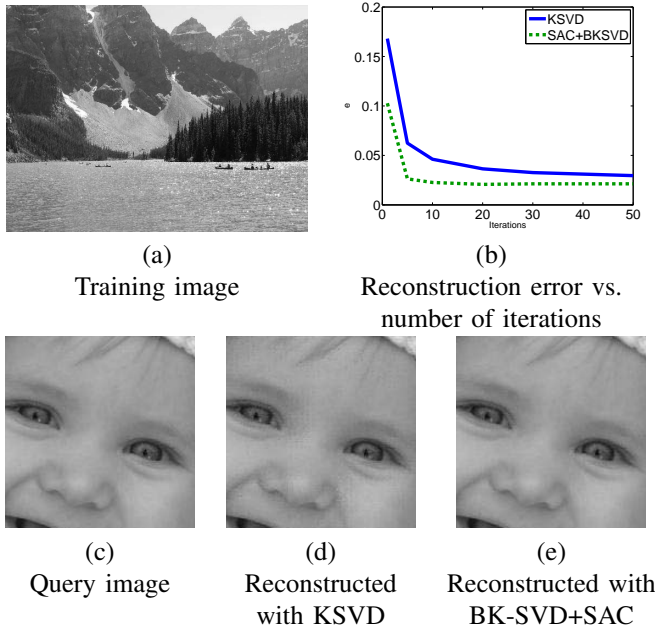 0.2
KSVD
SAC+BKSVD
0.15
e
0.1
0.05
0
0 10 20 30 40 50
Iterations
(a)
Training image
(b)
Reconstruction error vs.
number of iterations
(c)
Query image
(d)
Reconstructed
with KSVD
(e)
Reconstructed with
BK-SVD+SAC